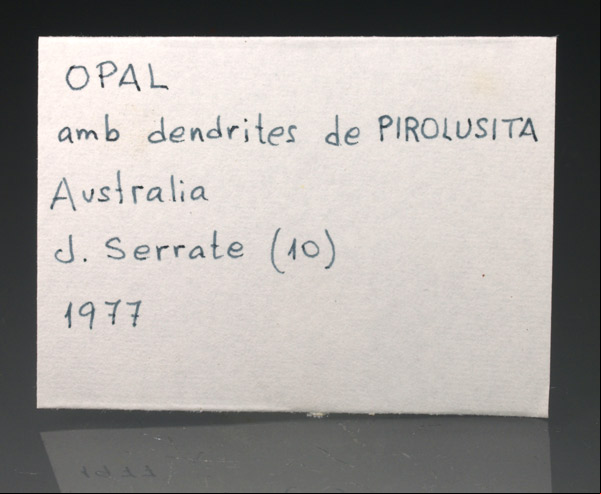 OPAL
amb dendrites de PIROLUSITA
Australia
J. Serrate (10)
1977